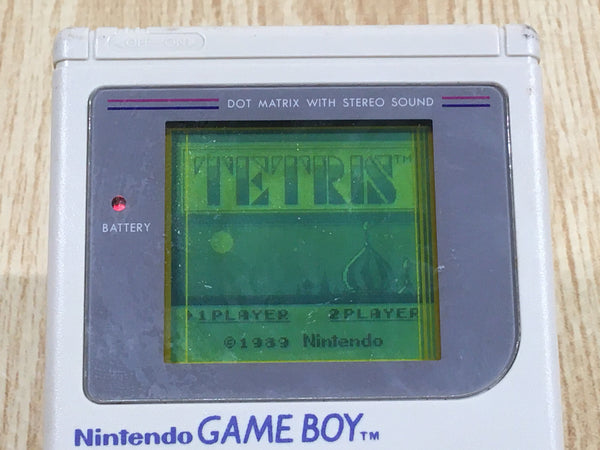 OFF ON
DOT MATRIX WITH STEREO SOUND
TETRIS™
BATTERY
1PLAYER 2PLAYER
©1989 Nintendo
Nintendo GAME BOY™